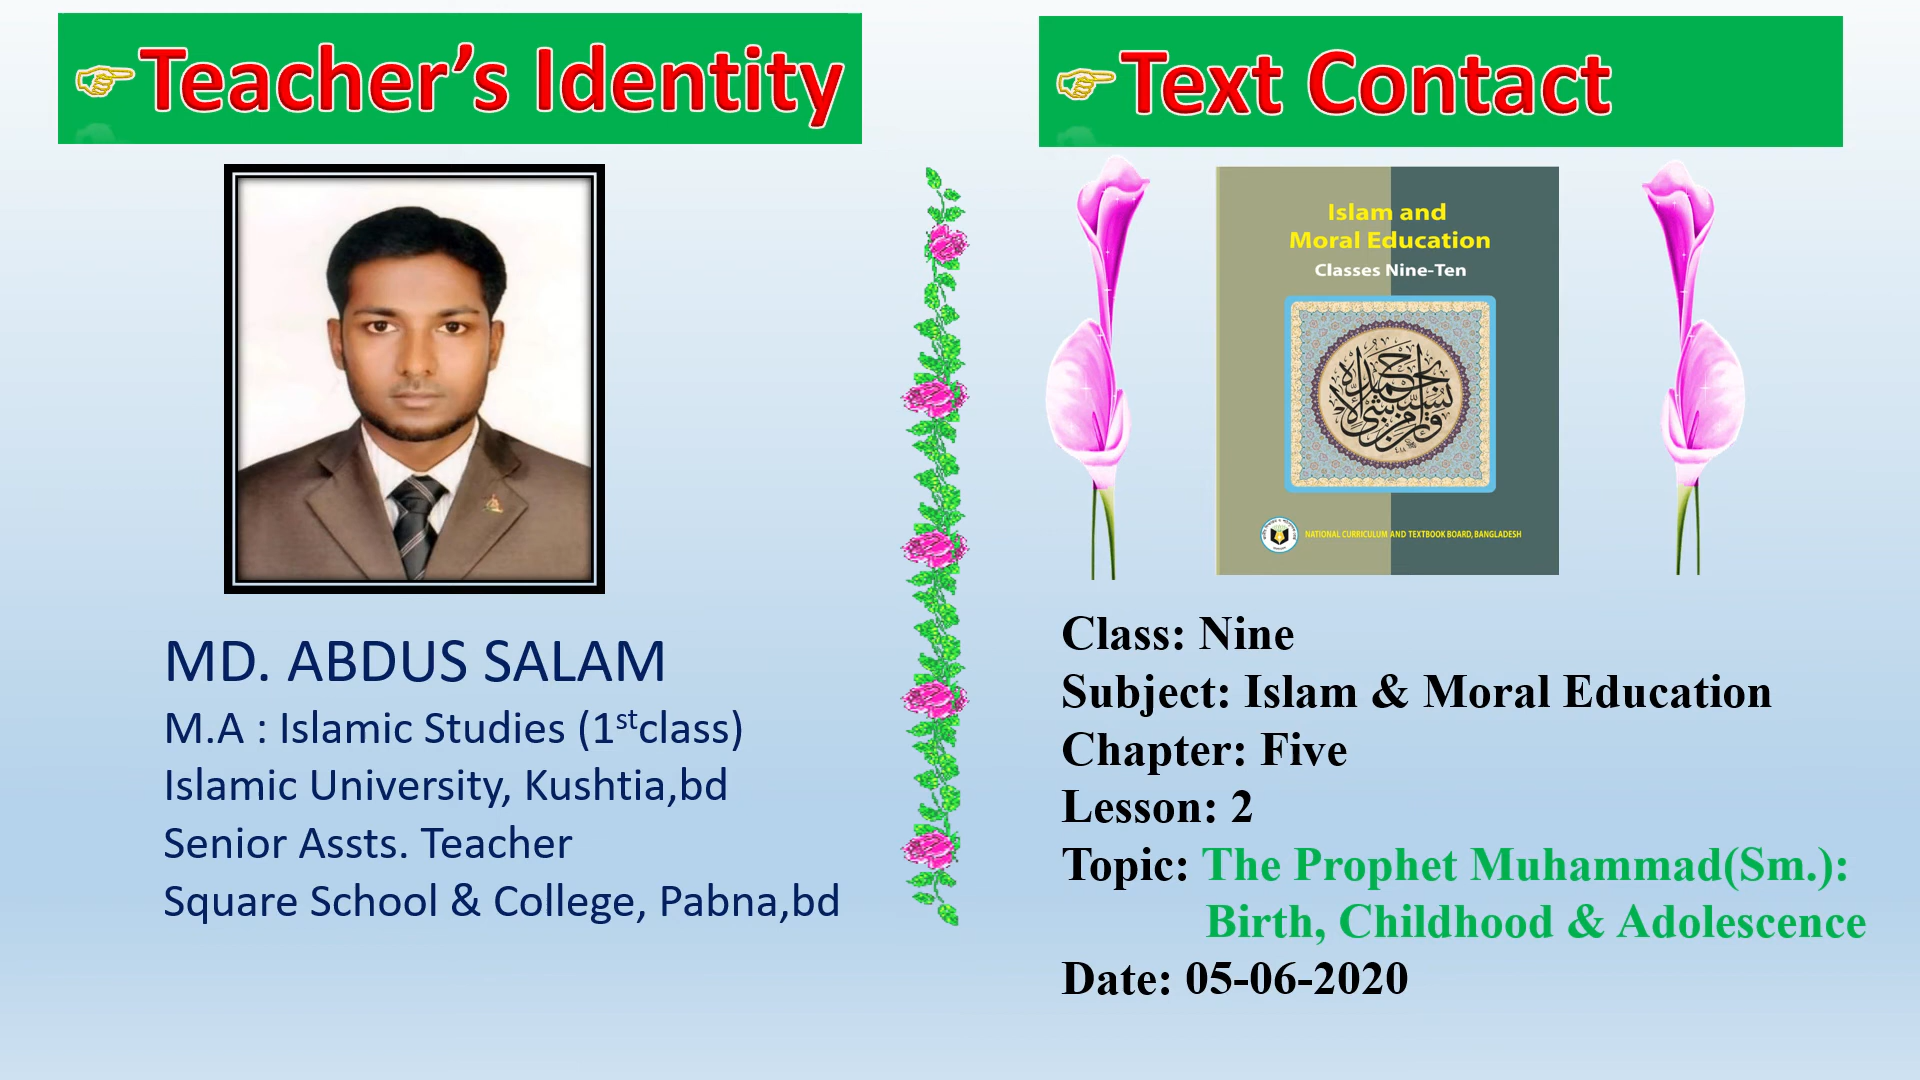 Teacher’s Identity
MD. ABDUS SALAM
M.A : Islamic Studies (1stclass)
Islamic University, Kushtia,bd
Senior Assts. Teacher
Square School & College, Pabna,bd
Text Contact
Islam and
Moral Education
Classes Nine-Ten
NATIONAL CURRICULUM AND TEXTBOOK BOARD, BANGLADESH
Class: Nine
Subject: Islam & Moral Education
Chapter: Five
Lesson: 2
Topic: The Prophet Muhammad(Sm.):
Birth, Childhood & Adolescence
Date: 05-06-2020